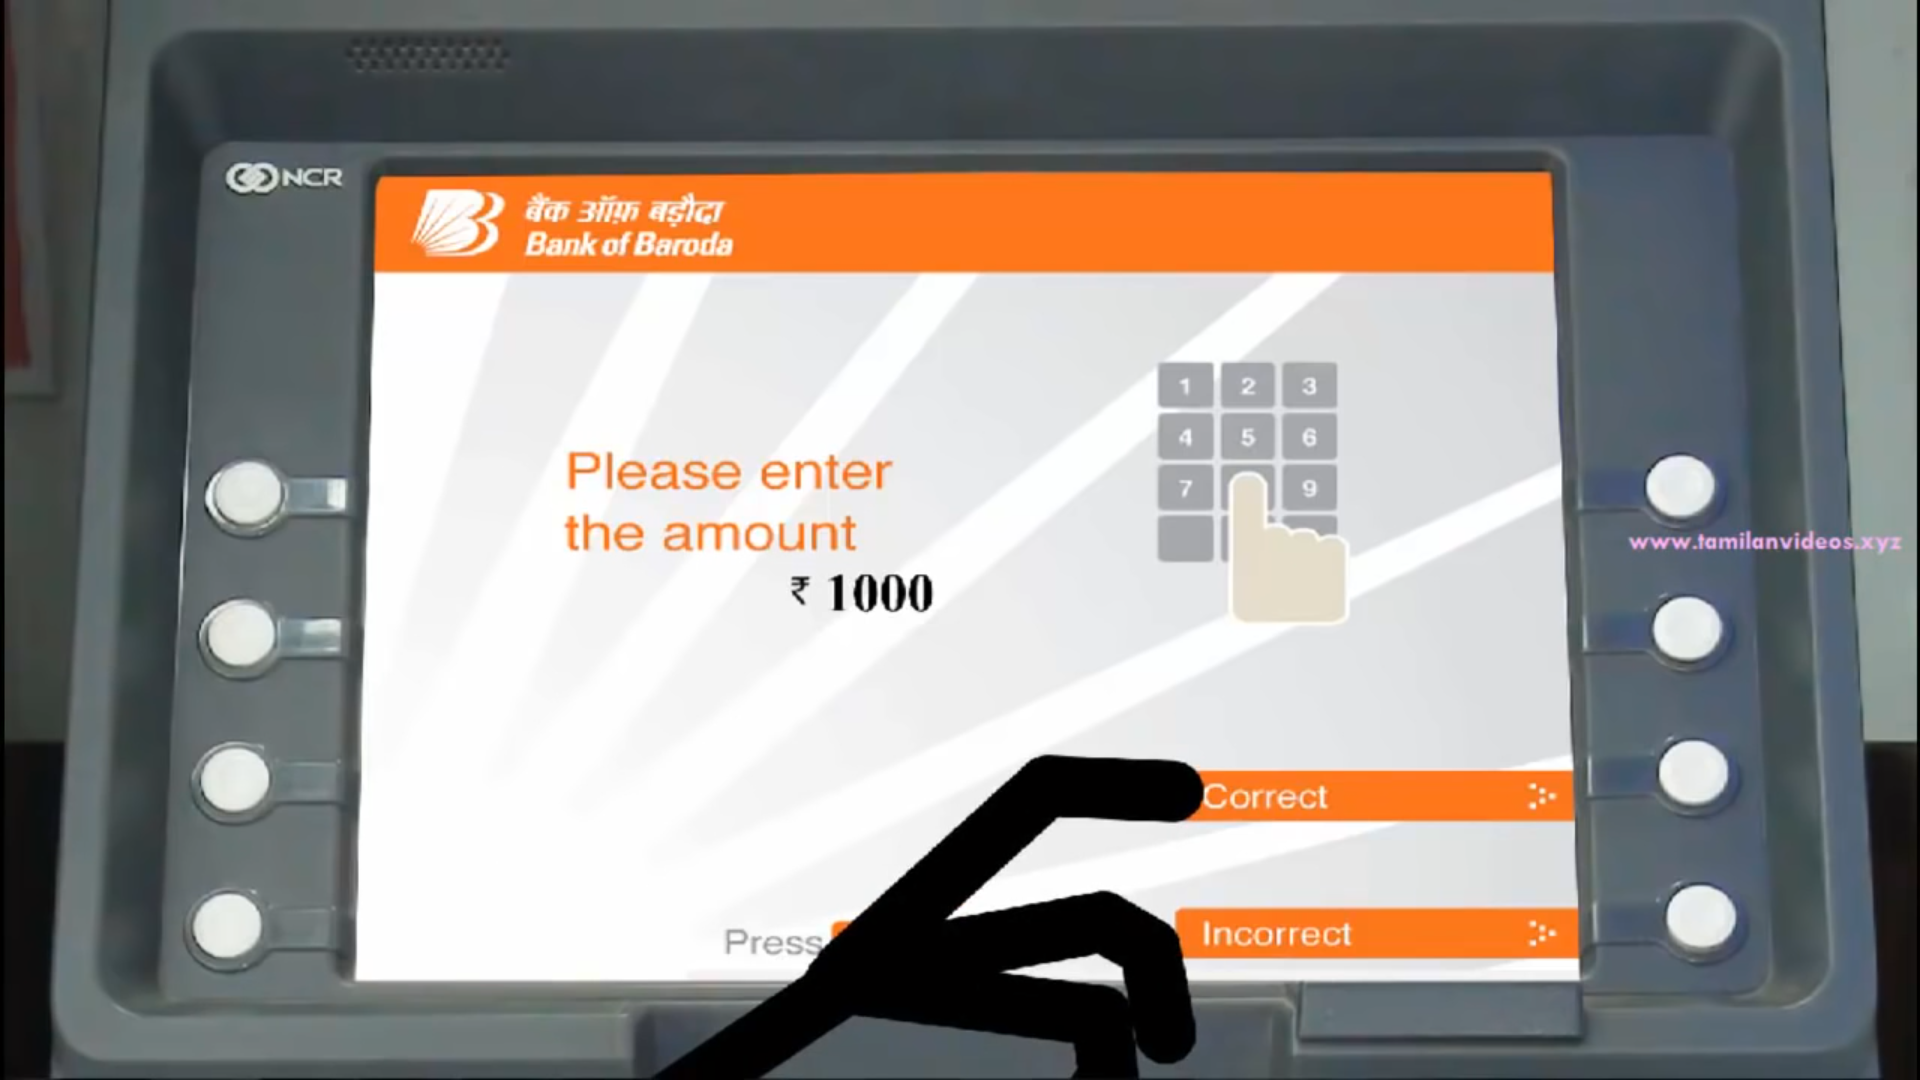 NCR
बैंक ऑफ़ बड़ौदा
Bank of Baroda
1 2 3
4 5 6
7 9
Please enter
the amount
₹ 1000
www.tamilanvideos.xyz
Correct
Incorrect
Press